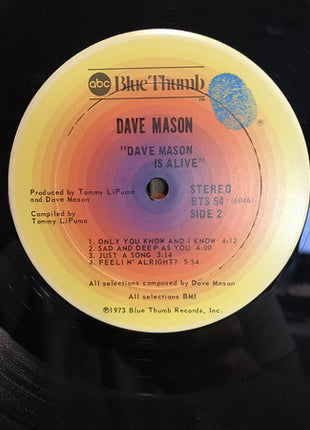 abc Blue Thumb
TM
DAVE MASON
"DAVE MASON
IS ALIVE"
Produced by Tommy LiPuma
and Dave Mason
Compiled by
Tommy LiPuma
STEREO
BTS 54 (6046)
SIDE 2
1. ONLY YOU KNOW AND I KNOW 4:12
2. SAD AND DEEP AS YOU 4:00
3. JUST A SONG 3:14
4. FEELIN' ALRIGHT? 5:54
All selections composed by Dave Mason
All selections BMI
℗1973 Blue Thumb Records, Inc.